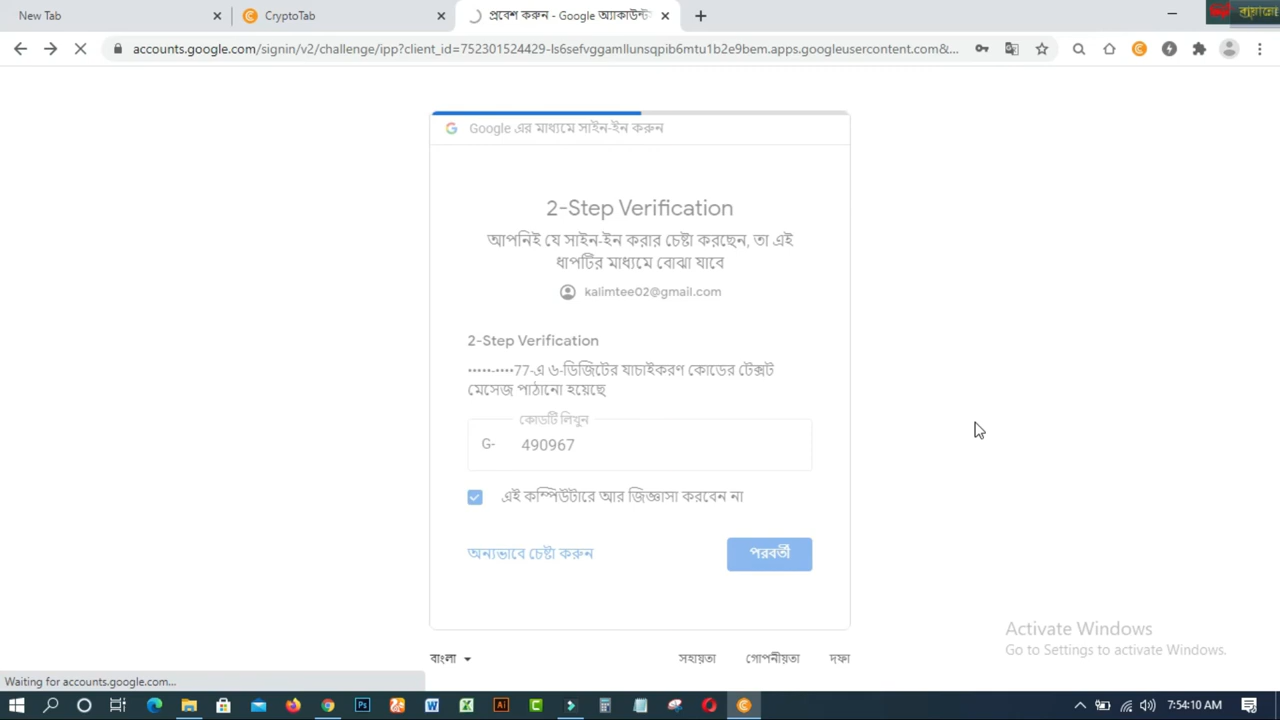 New Tab
CryptoTab
প্রবেশ করুন - Google অ্যাকাউন্ট
accounts.google.com/signin/v2/challenge/ipp?client_id=752301524429-ls6sefvggamllunsqpib6mtu1b2e9bem.apps.googleusercontent.com&...
Google এর মাধ্যমে সাইন-ইন করুন
2-Step Verification
আপনিই যে সাইন-ইন করার চেষ্টা করছেন, তা এই
ধাপটির মাধ্যমে বোঝা যাবে
kalimtee02@gmail.com
2-Step Verification
•••••-••••77-এ ৬-ডিজিটের যাচাইকরণ কোডের টেক্সট
মেসেজ পাঠানো হয়েছে
কোডটি লিখুন
G- 490967
এই কম্পিউটারে আর জিজ্ঞাসা করবেন না
অন্যভাবে চেষ্টা করুন
পরবর্তী
Activate Windows
Go to Settings to activate Windows.
বাংলা
সহায়তা
গোপনীয়তা
দফা
Waiting for accounts.google.com...
7:54:10 AM